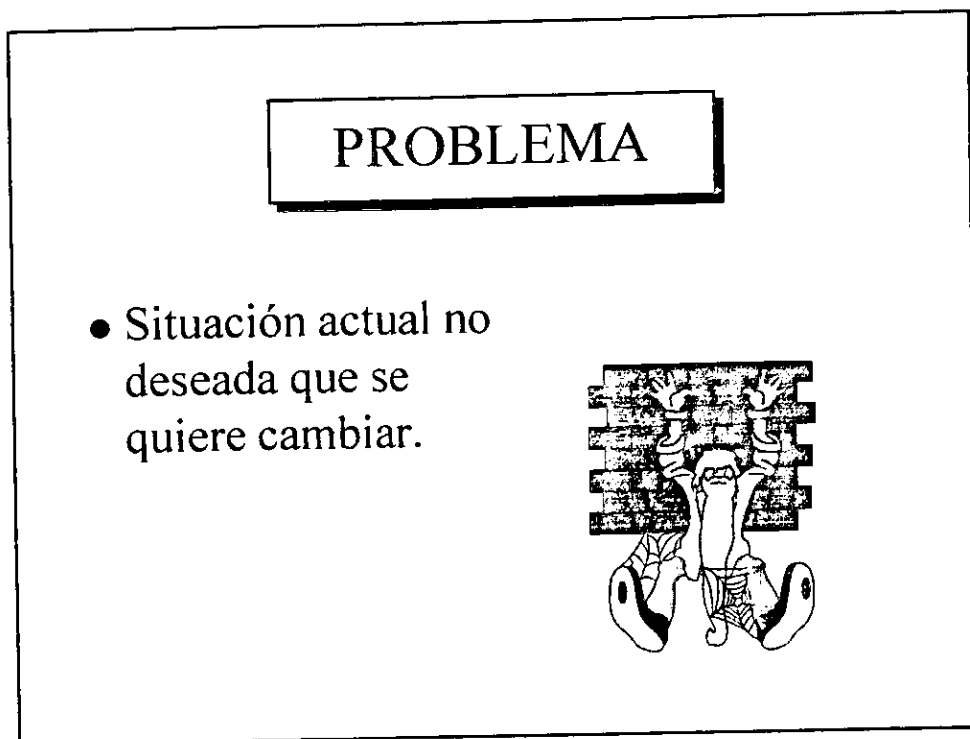 PROBLEMA
● Situación actual no
deseada que se
quiere cambiar.